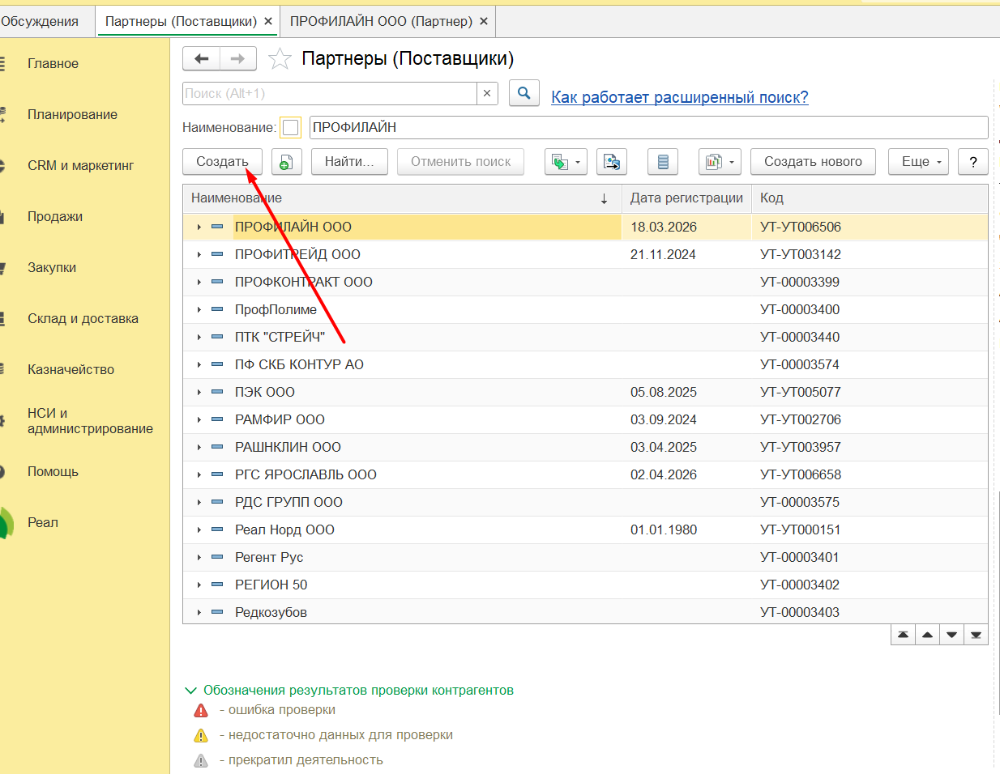 Обсуждения
Партнеры (Поставщики) ×
ПРОФИЛАЙН ООО (Партнер) ×
Главное
Планирование
CRM и маркетинг
Продажи
Закупки
Склад и доставка
Казначейство
НСИ и
администрирование
Помощь
Реал
Партнеры (Поставщики)
Поиск (Alt+1) ×
Как работает расширенный поиск?
Наименование: ПРОФИЛАЙН
Создать Найти... Отменить поиск Создать нового Еще ?
Наименование ↓ Дата регистрации Код
ПРОФИЛАЙН ООО 18.03.2026 УТ-УТ006506
ПРОФИТРЕЙД ООО 21.11.2024 УТ-УТ003142
ПРОФКОНТРАКТ ООО УТ-00003399
ПрофПолиме УТ-00003400
ПТК "СТРЕЙЧ" УТ-00003440
ПФ СКБ КОНТУР АО УТ-00003574
ПЭК ООО 05.08.2025 УТ-УТ005077
РАМФИР ООО 03.09.2024 УТ-УТ002706
РАШНКЛИН ООО 03.04.2025 УТ-УТ003957
РГС ЯРОСЛАВЛЬ ООО 02.04.2026 УТ-УТ006658
РДС ГРУПП ООО УТ-00003575
Реал Норд ООО 01.01.1980 УТ-УТ000151
Регент Рус УТ-00003401
РЕГИОН 50 УТ-00003402
Редкозубов УТ-00003403
Обозначения результатов проверки контрагентов
- ошибка проверки
- недостаточно данных для проверки
- прекратил деятельность